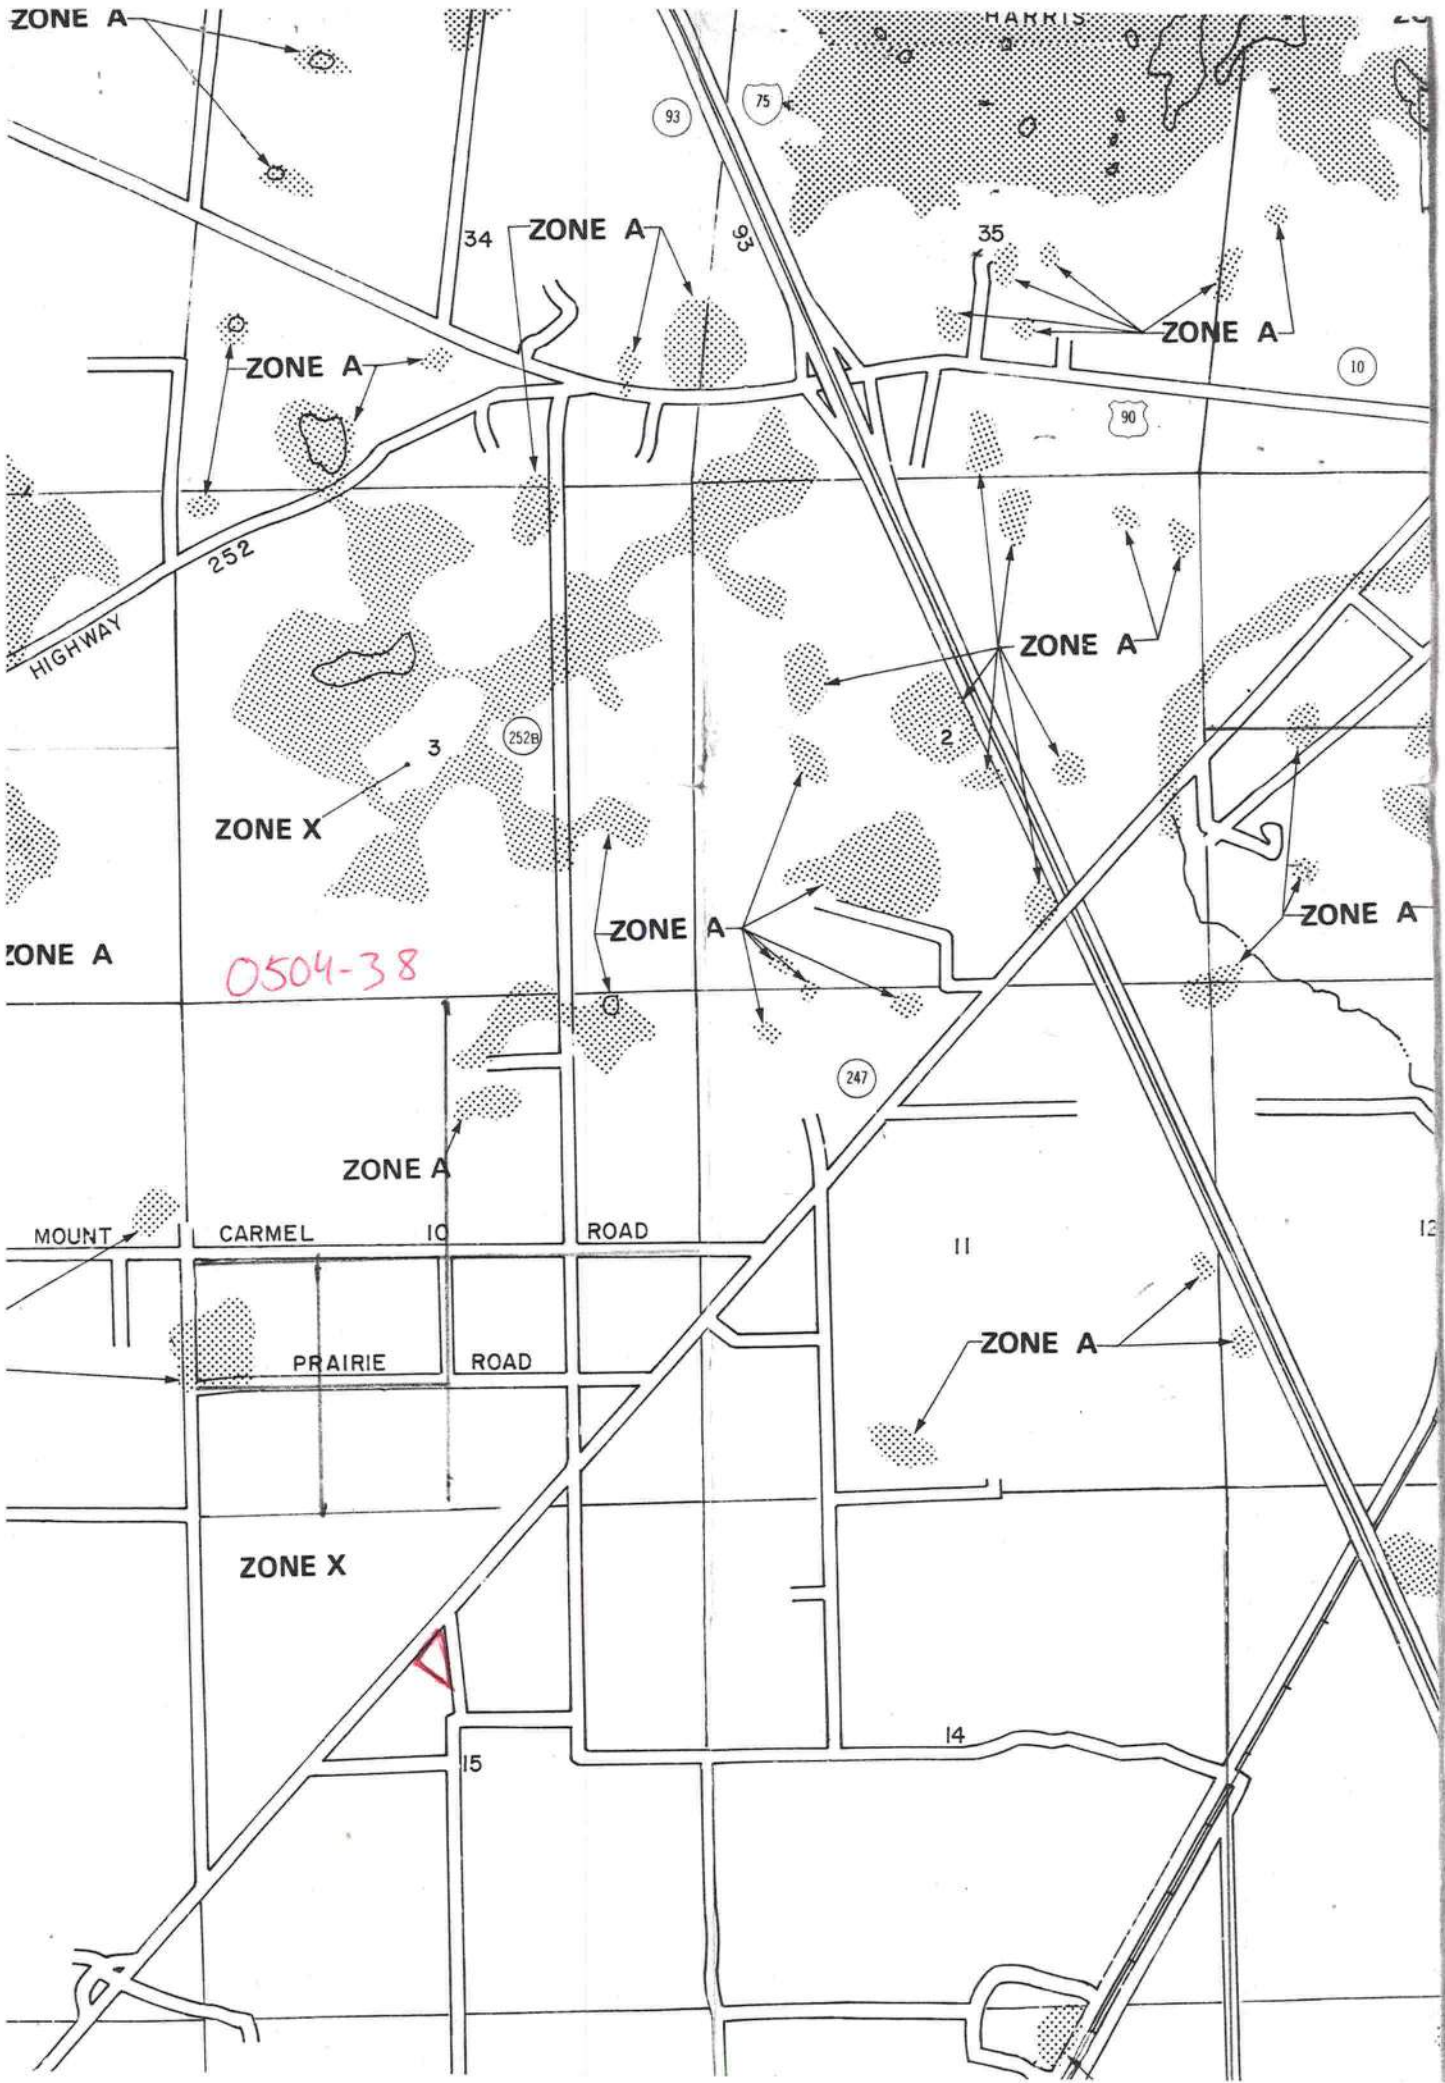 ZONE A
HARRIS
93
75
34
ZONE A
93
35
ZONE A
ZONE A
10
90
252
HIGHWAY
ZONE A
3
252B
2
ZONE X
ZONE A
ZONE A
ZONE A
0504-38
247
ZONE A
MOUNT CARMEL 10 ROAD
11
12
ZONE A
PRAIRIE ROAD
ZONE X
14
15